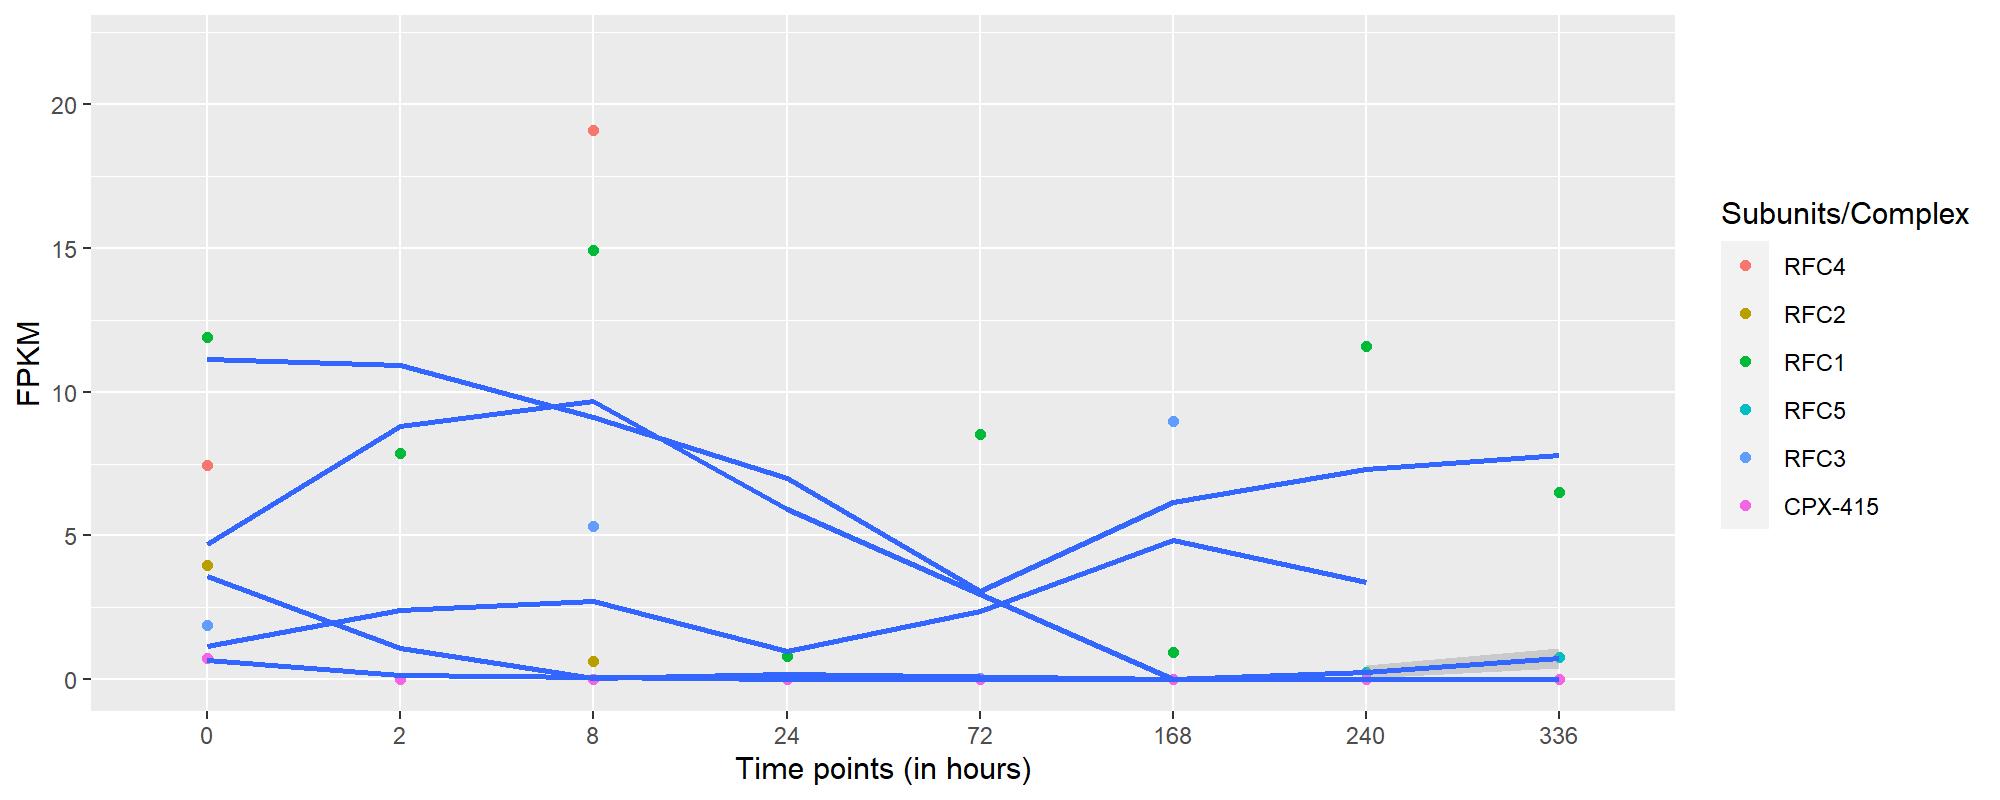 FPKM
20
15
10
5
0
0 2 8 24 72 168 240 336
Time points (in hours)
Subunits/Complex
RFC4
RFC2
RFC1
RFC5
RFC3
CPX-415